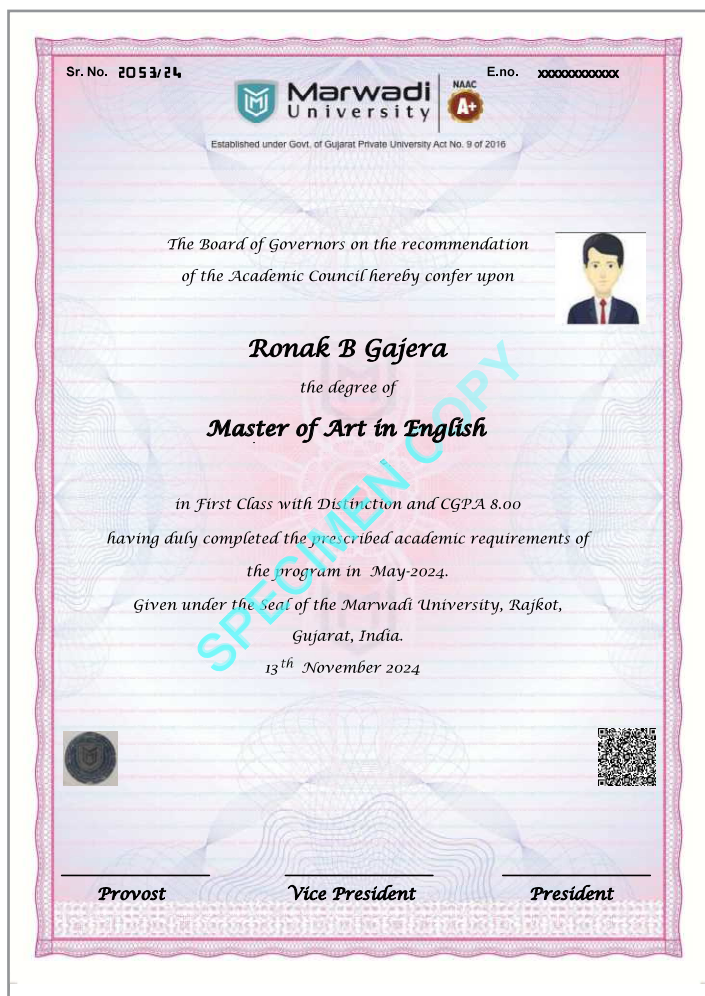 Sr. No. 2053/24
E.no. xxxxxxxxxxxx
Marwadi
University
NAAC
A+
Established under Govt. of Gujarat Private University Act No. 9 of 2016
The Board of Governors on the recommendation
of the Academic Council hereby confer upon
Ronak B Gajera
the degree of
Master of Art in English
in First Class with Distinction and CGPA 8.00
having duly completed the prescribed academic requirements of
the program in May-2024.
Given under the Seal of the Marwadi University, Rajkot,
Gujarat, India.
13th November 2024
SPECIMEN COPY
Provost
Vice President
President